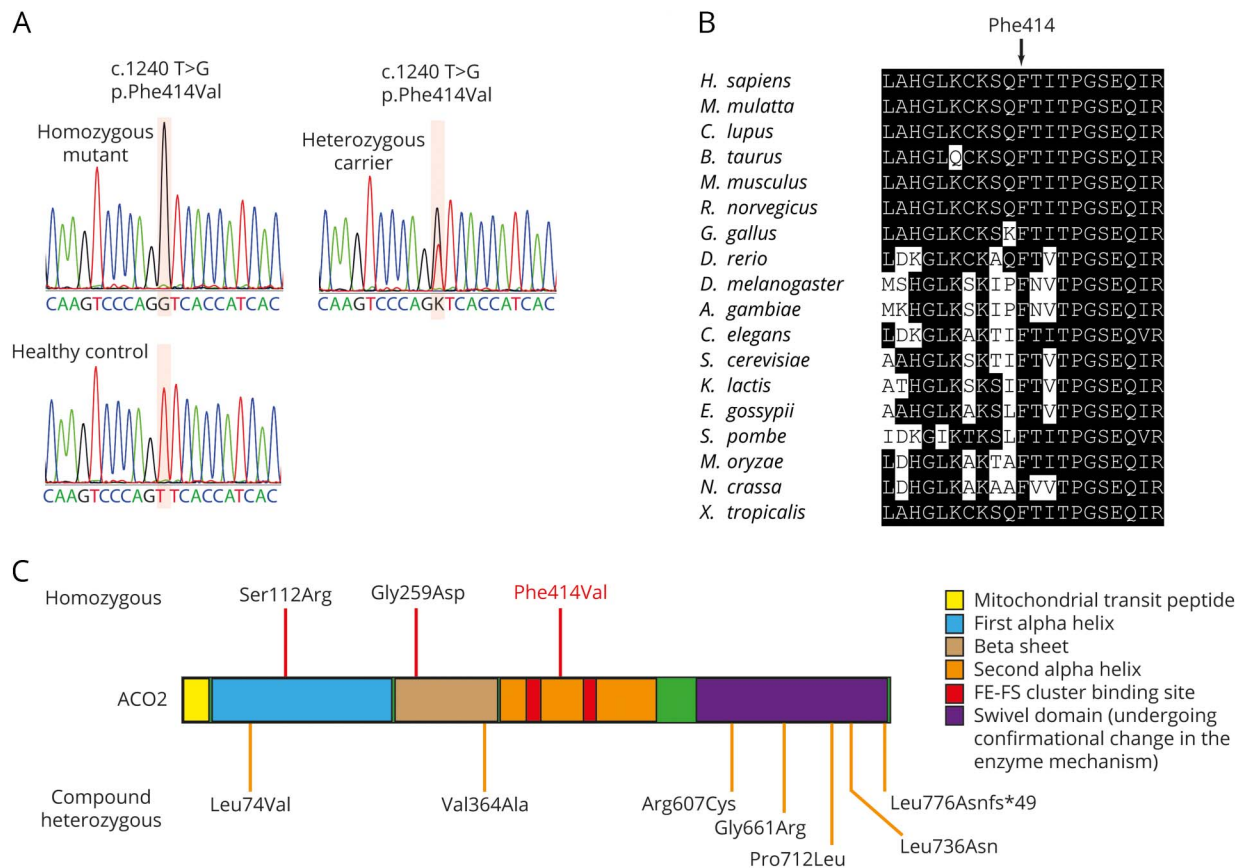 A
c.1240 T>G
p.Phe414Val
Homozygous
mutant
CAAGTCCCAGGTCACCATCAC
c.1240 T>G
p.Phe414Val
Heterozygous
carrier
CAAGTCCCAGKTCACCATCAC
Healthy control
CAAGTCCCAGTTCACCATCAC
B
Phe414
H. sapiens LAHGLKCKSQFTITPGSEQIR
M. mulatta LAHGLKCKSQFTITPGSEQIR
C. lupus LAHGLKCKSQFTITPGSEQIR
B. taurus LAHGLQCKSQFTITPGSEQIR
M. musculus LAHGLKCKSQFTITPGSEQIR
R. norvegicus LAHGLKCKSQFTITPGSEQIR
G. gallus LAHGLKCKSKFTITPGSEQIR
D. rerio LDKGLKCKAQFTVTPGSEQIR
D. melanogaster MSHGLKSKIPFNVTPGSEQIR
A. gambiae MKHGLKSKIPFNVTPGSEQIR
C. elegans LDKGLKAKTIFTITPGSEQVR
S. cerevisiae AAHGLKSKTIFTVTPGSEQIR
K. lactis ATHGLKSKSIFTVTPGSEQIR
E. gossypii AAHGLKAKSLFTVTPGSEQIR
S. pombe IDKGIKTKSLFTITPGSEQVR
M. oryzae LDHGLKAKTAFTITPGSEQIR
N. crassa LDHGLKAKAAFVVTPGSEQIR
X. tropicalis LAHGLKCKSQFTITPGSEQIR
C
Homozygous
Ser112Arg
Gly259Asp
Phe414Val
ACO2
Compound
heterozygous
Leu74Val
Val364Ala
Arg607Cys
Gly661Arg
Pro712Leu
Leu736Asn
Leu776Asnfs*49
Mitochondrial transit peptide
First alpha helix
Beta sheet
Second alpha helix
FE-FS cluster binding site
Swivel domain (undergoing
confirmational change in the
enzyme mechanism)